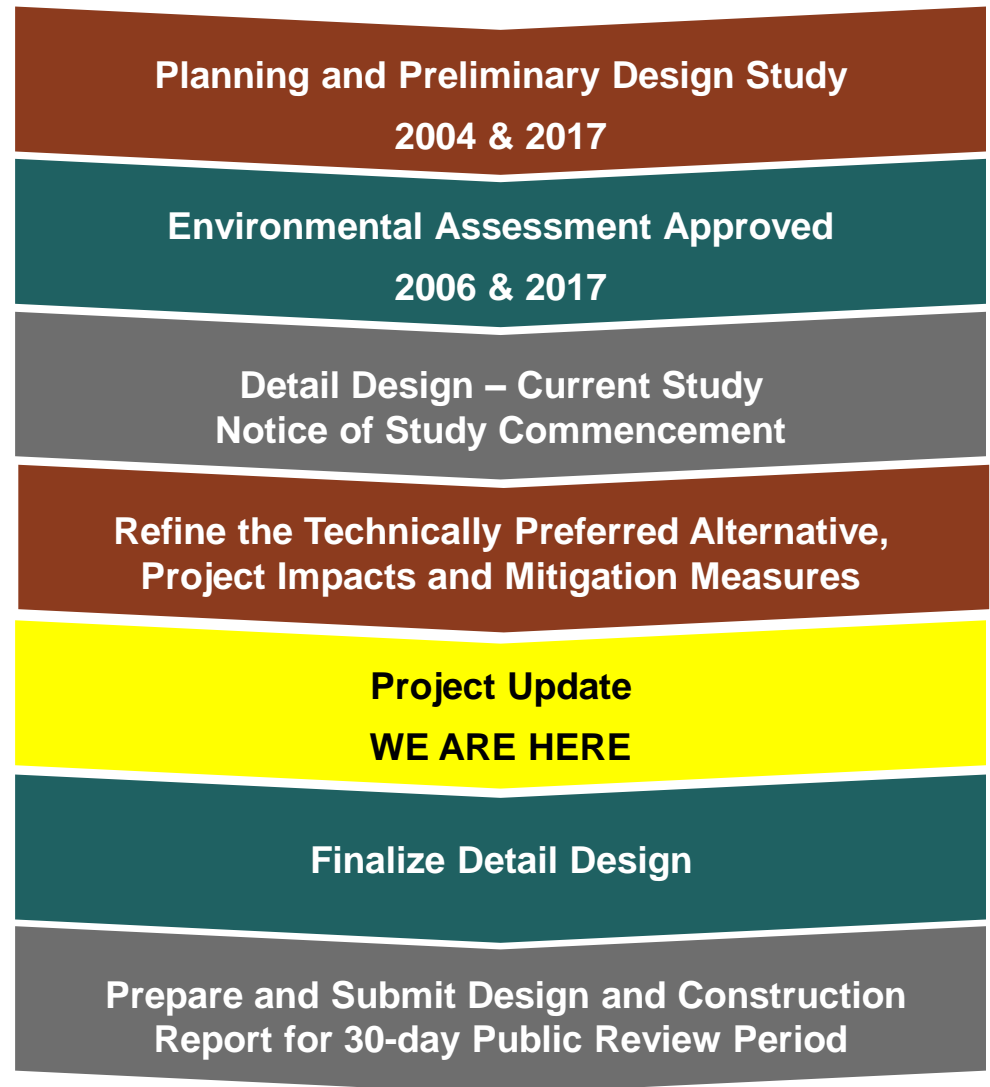 Planning and Preliminary Design Study
2004 & 2017
Environmental Assessment Approved
2006 & 2017
Detail Design – Current Study
Notice of Study Commencement
Refine the Technically Preferred Alternative,
Project Impacts and Mitigation Measures
Project Update
WE ARE HERE
Finalize Detail Design
Prepare and Submit Design and Construction
Report for 30-day Public Review Period